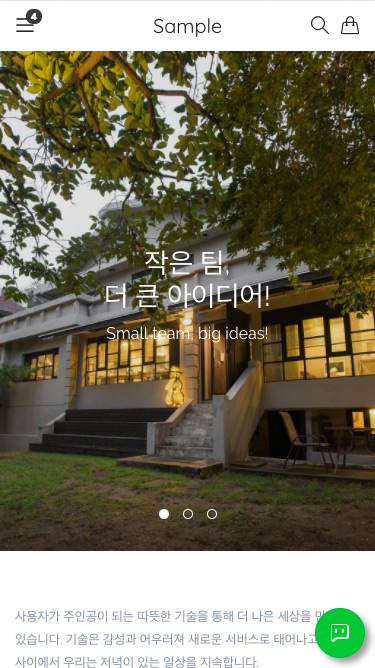 4
Sample
작은 팀,
더 큰 아이디어!
Small team, big ideas!
사용자가 주인공이 되는 따뜻한 기술을 통해 더 나은 세상을
있습니다. 기술은 감성과 어우러져 새로운 서비스로 태어나고
사이에서 우리는 저녁이 있는 일상을 지속합니다.